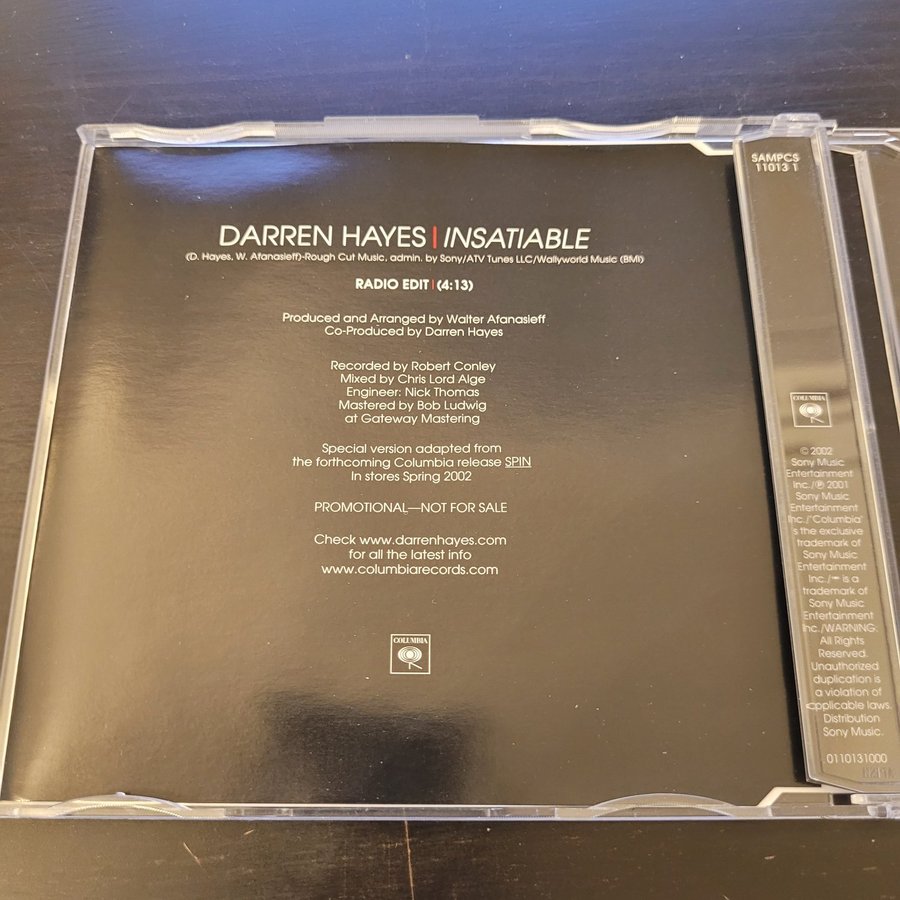 DARREN HAYES | INSATIABLE
(D. Hayes, W. Afanasieff)-Rough Cut Music, admin. by Sony/ATV Tunes LLC/Wallyworld Music (BMI)
RADIO EDIT | (4:13)
Produced and Arranged by Walter Afanasieff
Co-Produced by Darren Hayes
Recorded by Robert Conley
Mixed by Chris Lord Alge
Engineer: Nick Thomas
Mastered by Bob Ludwig
at Gateway Mastering
Special version adapted from
the forthcoming Columbia release SPIN
In stores Spring 2002
PROMOTIONAL—NOT FOR SALE
Check www.darrenhayes.com
for all the latest info
www.columbiarecords.com
COLUMBIA
SAMPCS
11013 1
COLUMBIA
© 2002
Sony Music
Entertainment
Inc./℗ 2001
Sony Music
Entertainment
Inc./"Columbia"
is the exclusive
trademark of
Sony Music
Entertainment
Inc./ is a
trademark of
Sony Music
Entertainment
Inc./WARNING:
All Rights
Reserved.
Unauthorized
duplication is
a violation of
applicable laws.
Distribution
Sony Music.
0110131000